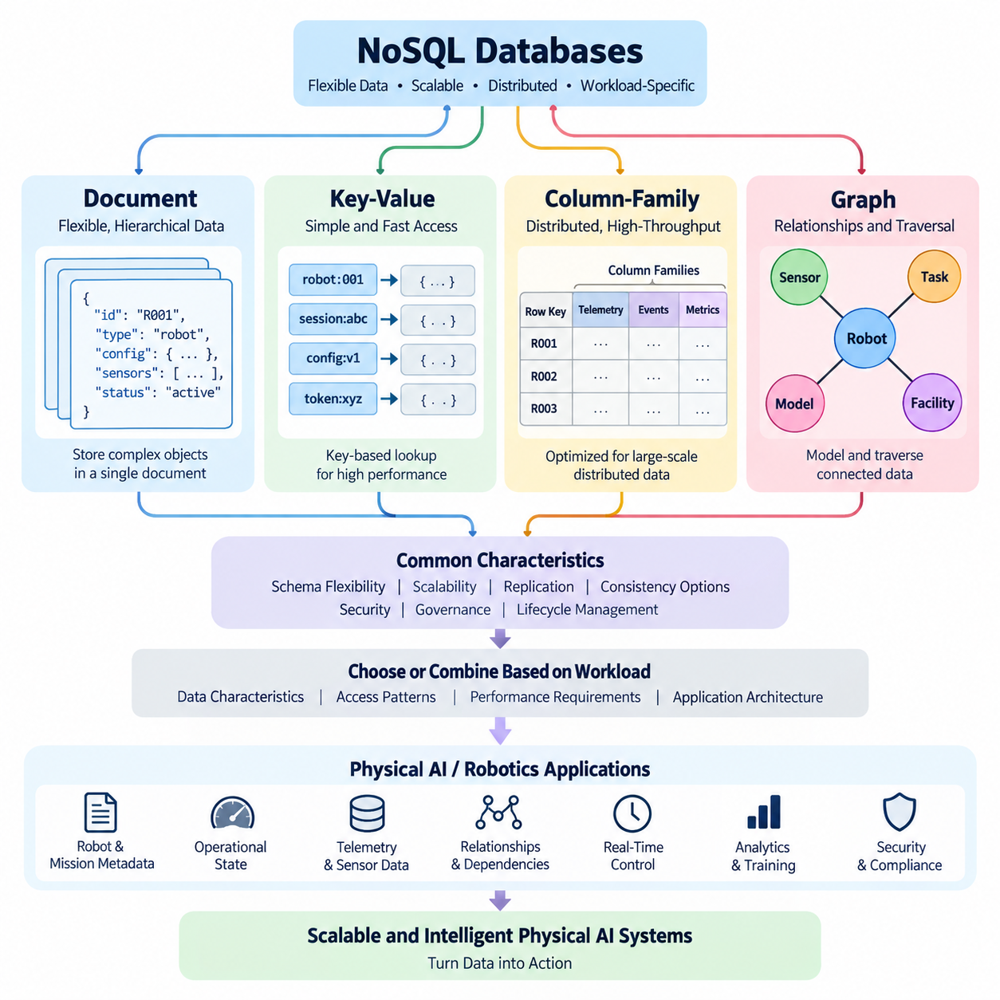 NoSQL Databases
Flexible Data • Scalable • Distributed • Workload-Specific
Document
Flexible, Hierarchical Data
{
"id": "R001",
"type": "robot",
"config": { ... },
"sensors": [ ... ],
"status": "active"
}
Store complex objects
in a single document
Key-Value
Simple and Fast Access
robot:001
{ ... }
session:abc
{ . . }
config:v1
{ . . }
token:xyz
{ . . }
Key-based lookup
for high performance
Column-Family
Distributed, High-Throughput
Column Families
Row Key Telemetry Events Metrics
R001 ... ... ...
R002 ... ... ...
R003 ... ... ...
Optimized for large-scale
distributed data
Graph
Relationships and Traversal
Sensor
Task
Robot
Model
Facility
Model and traverse
connected data
Common Characteristics
Schema Flexibility | Scalability | Replication | Consistency Options
Security | Governance | Lifecycle Management
Choose or Combine Based on Workload
Data Characteristics | Access Patterns | Performance Requirements | Application Architecture
Physical AI / Robotics Applications
Robot &
Mission Metadata
Operational
State
Telemetry
& Sensor Data
Relationships
& Dependencies
Real-Time
Control
Analytics
& Training
Security
& Compliance
Scalable and Intelligent Physical AI Systems
Turn Data into Action